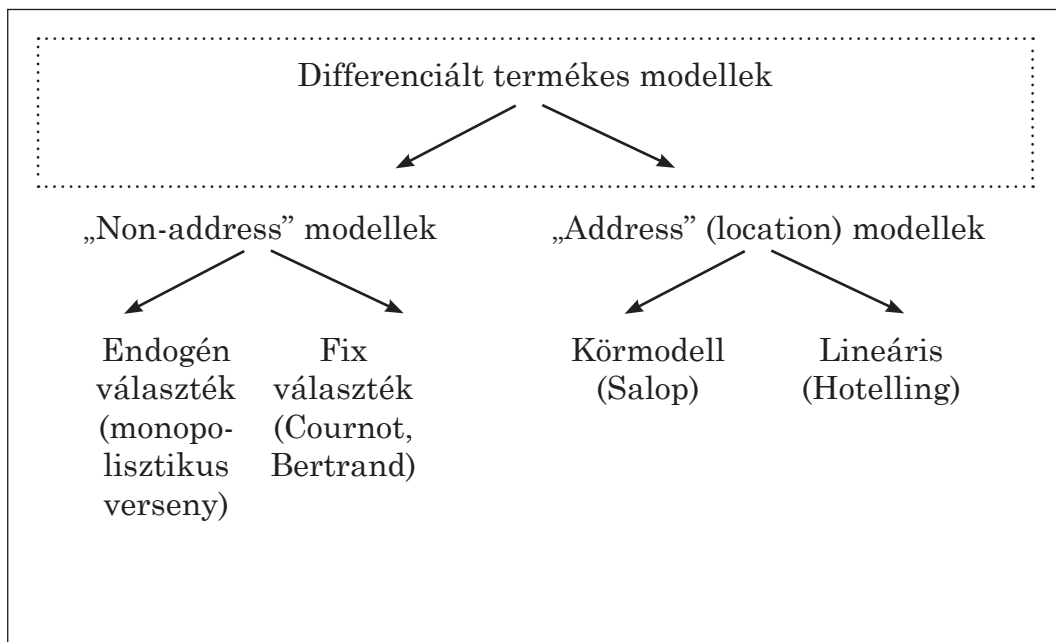 Differenciált termékes modellek
„Non-address” modellek
„Address” (location) modellek
Endogén
választék
(monopo-
lisztikus
verseny)
Fix
választék
(Cournot,
Bertrand)
Körmodell
(Salop)
Lineáris
(Hotelling)